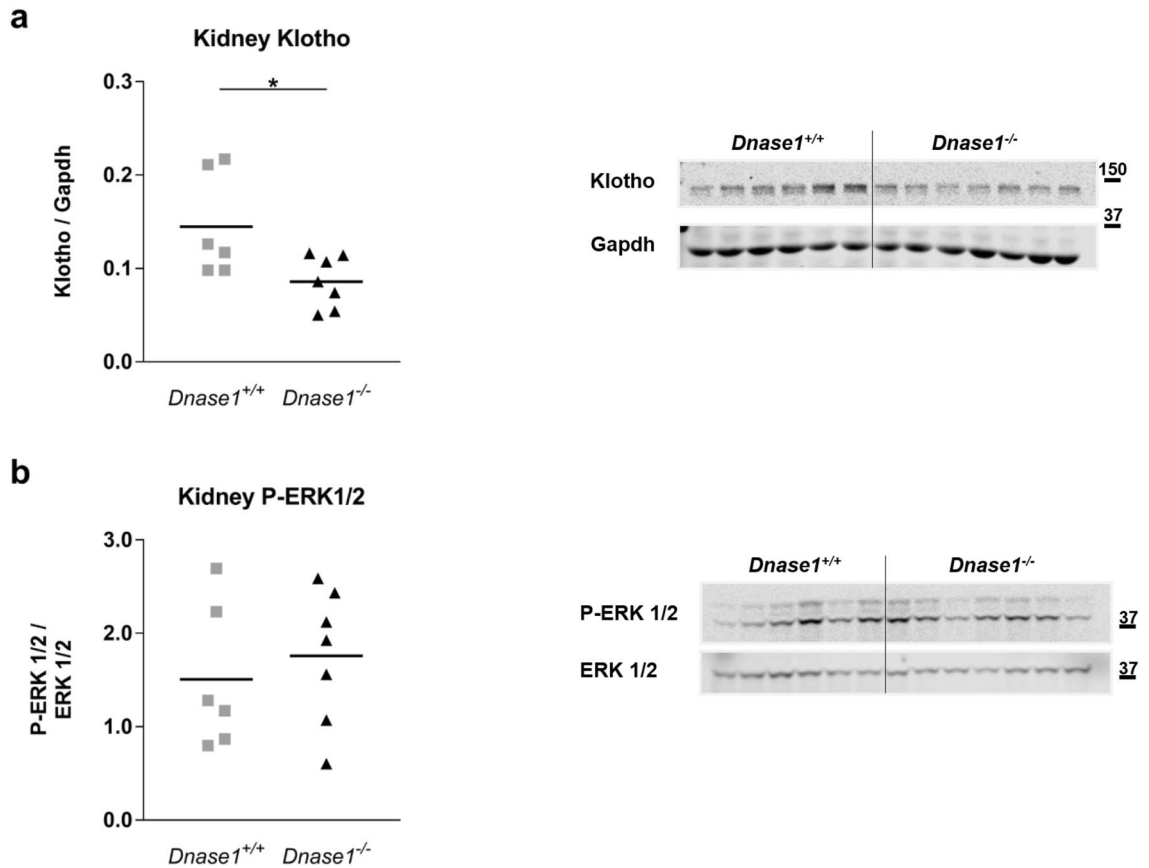 a
Kidney Klotho
Klotho / Gapdh
0.3
0.2
0.1
0.0
*
Dnase1+/+ Dnase1-/-
Dnase1+/+ Dnase1-/-
Klotho
150
37
Gapdh
b
Kidney P-ERK1/2
P-ERK 1/2 /
ERK 1/2
3.0
2.0
1.0
0.0
Dnase1+/+ Dnase1-/-
Dnase1+/+ Dnase1-/-
P-ERK 1/2
37
ERK 1/2
37